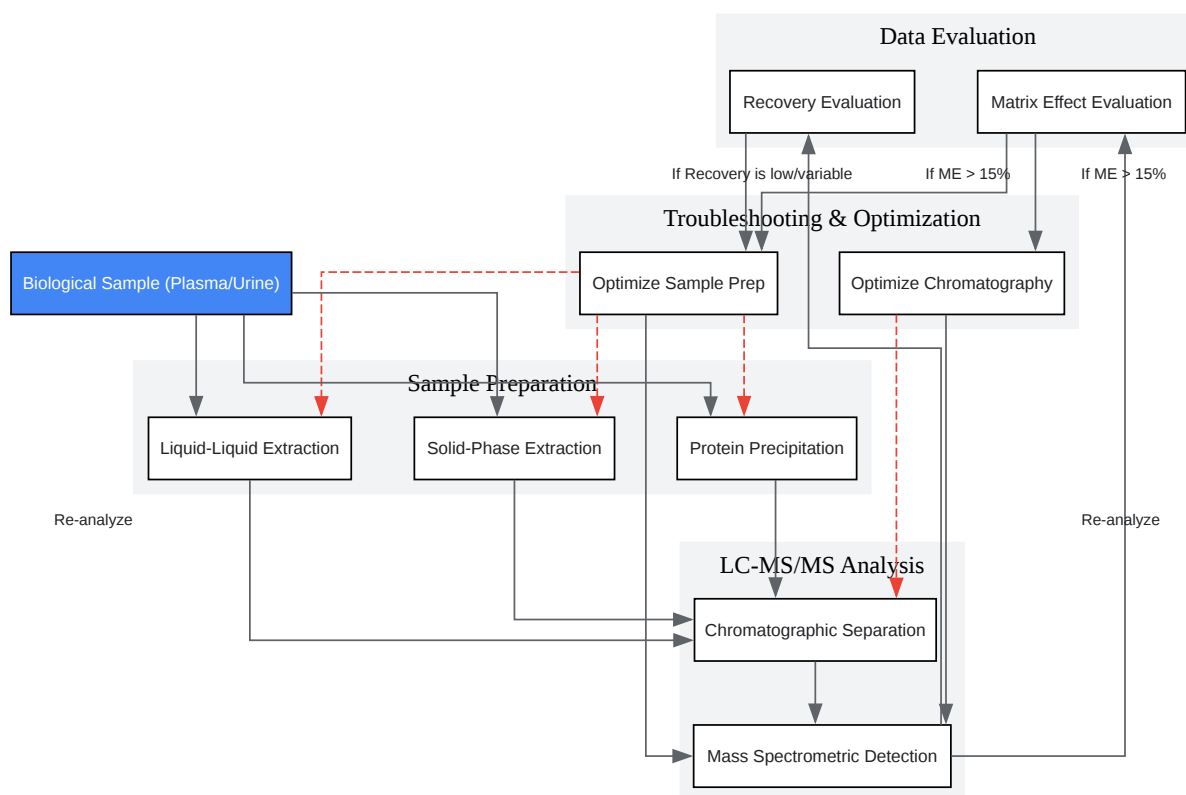 Data Evaluation
Recovery Evaluation
Matrix Effect Evaluation
If Recovery is low/variable
If ME > 15%
If ME > 15%
Troubleshooting & Optimization
Biological Sample (Plasma/Urine)
Optimize Sample Prep
Optimize Chromatography
Sample Preparation
Liquid-Liquid Extraction
Solid-Phase Extraction
Protein Precipitation
Re-analyze
Re-analyze
LC-MS/MS Analysis
Chromatographic Separation
Mass Spectrometric Detection